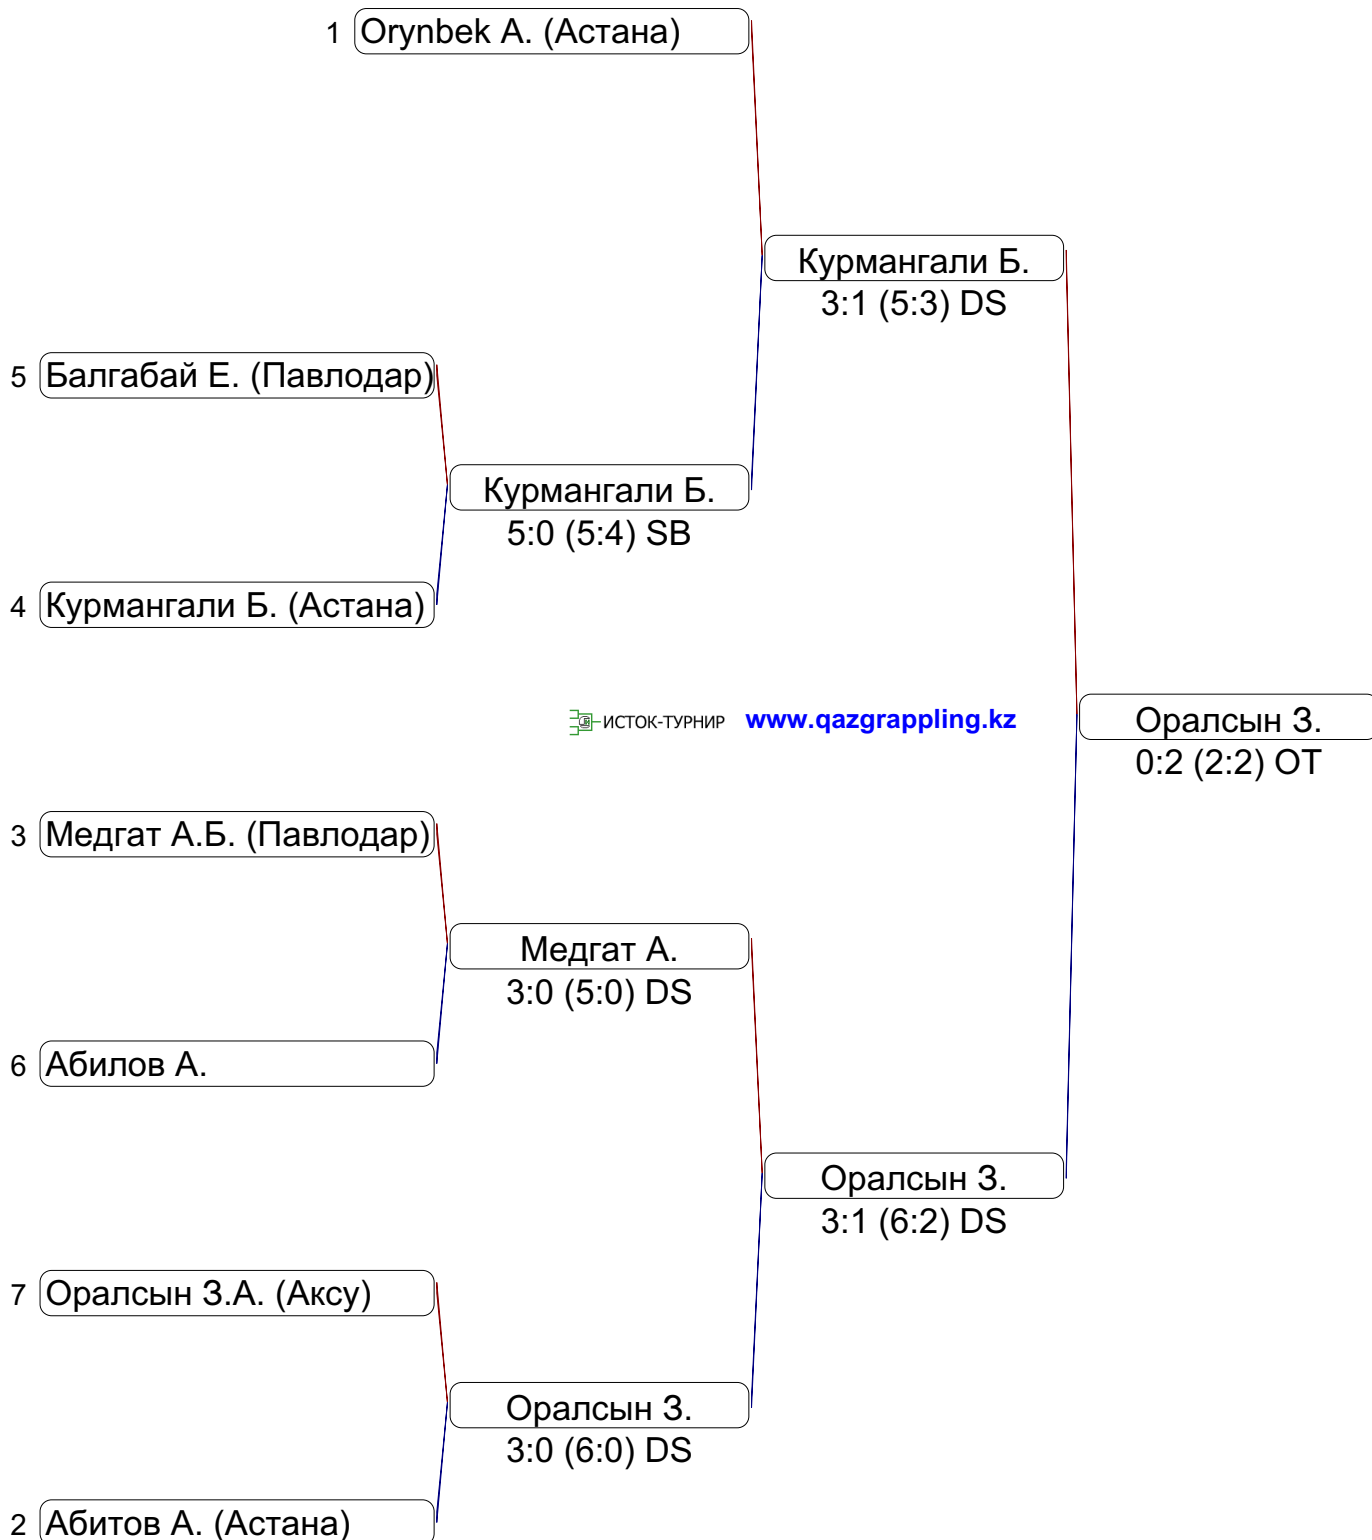 1 Orynbek A. (Астана)
Курмангали Б.
3:1 (5:3) DS
5 Балгабай Е. (Павлодар)
Курмангали Б.
5:0 (5:4) SB
4 Курмангали Б. (Астана)
ИСТОК-ТУРНИР www.qazgrappling.kz
Оралсын З.
0:2 (2:2) OT
3 Медгат А.Б. (Павлодар)
Медгат А.
3:0 (5:0) DS
6 Абилов А.
Оралсын З.
3:1 (6:2) DS
7 Оралсын З.А. (Аксу)
Оралсын З.
3:0 (6:0) DS
2 Абитов А. (Астана)